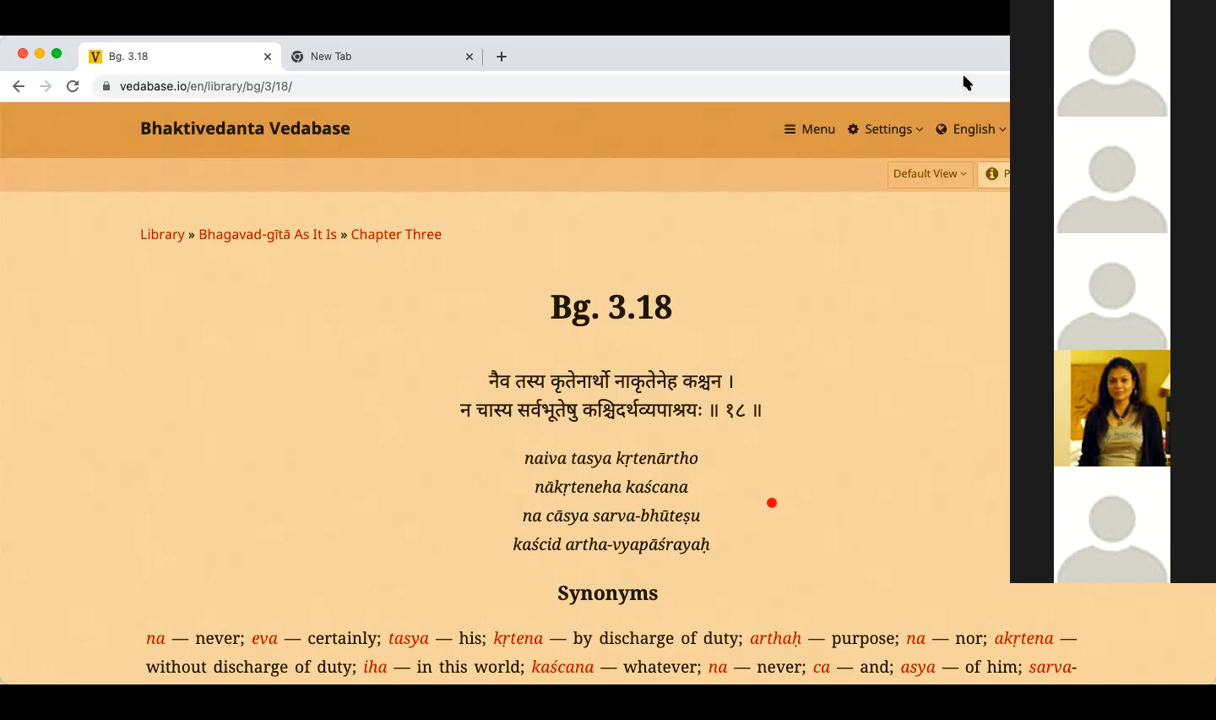 Bg. 3.18
New Tab
vedabase.io/en/library/bg/3/18/
Bhaktivedanta Vedabase
Menu Settings English
Default View
Library » Bhagavad-gītā As It Is » Chapter Three
Bg. 3.18
नैव तस्य कृतेनार्थो नाकृतेनेह कश्चन ।
न चास्य सर्वभूतेषु कश्चिदर्थव्यपाश्रयः ॥ १८ ॥
naiva tasya kṛtenārtho
nākṛteneha kaścana
na cāsya sarva-bhūteṣu
kaścid artha-vyapāśrayaḥ
Synonyms
na — never; eva — certainly; tasya — his; kṛtena — by discharge of duty; arthaḥ — purpose; na — nor; akṛtena —
without discharge of duty; iha — in this world; kaścana — whatever; na — never; ca — and; asya — of him; sarva-